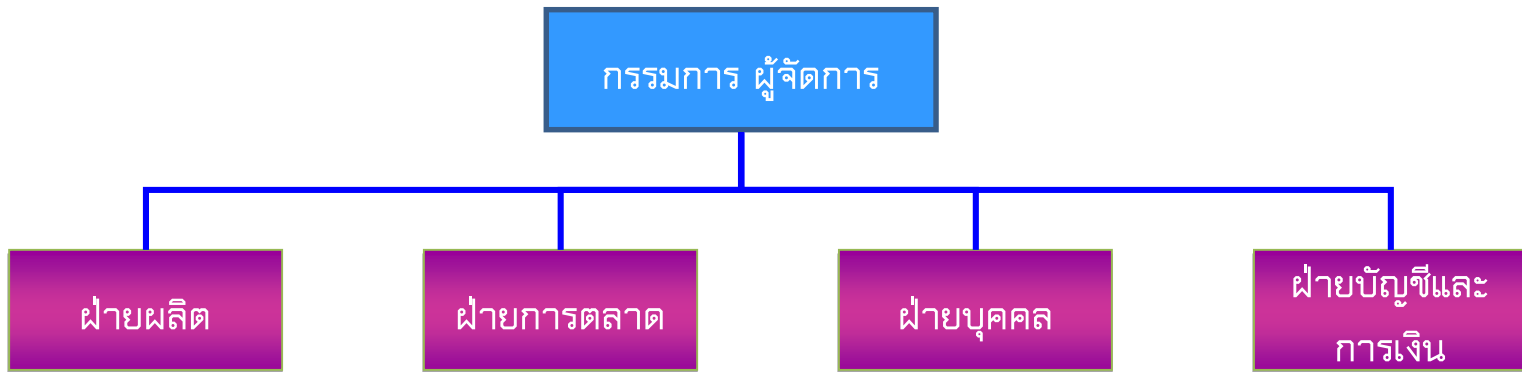 กรรมการ ผู้จัดการ
ฝ่ายผลิต
ฝ่ายการตลาด
ฝ่ายบุคคล
ฝ่ายบัญชีและ
การเงิน